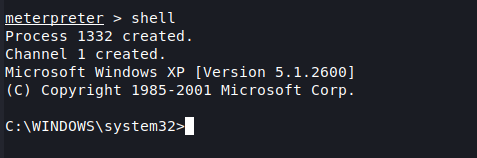 meterpreter > shell
Process 1332 created.
Channel 1 created.
Microsoft Windows XP [Version 5.1.2600]
(C) Copyright 1985-2001 Microsoft Corp.
C:\WINDOWS\system32>